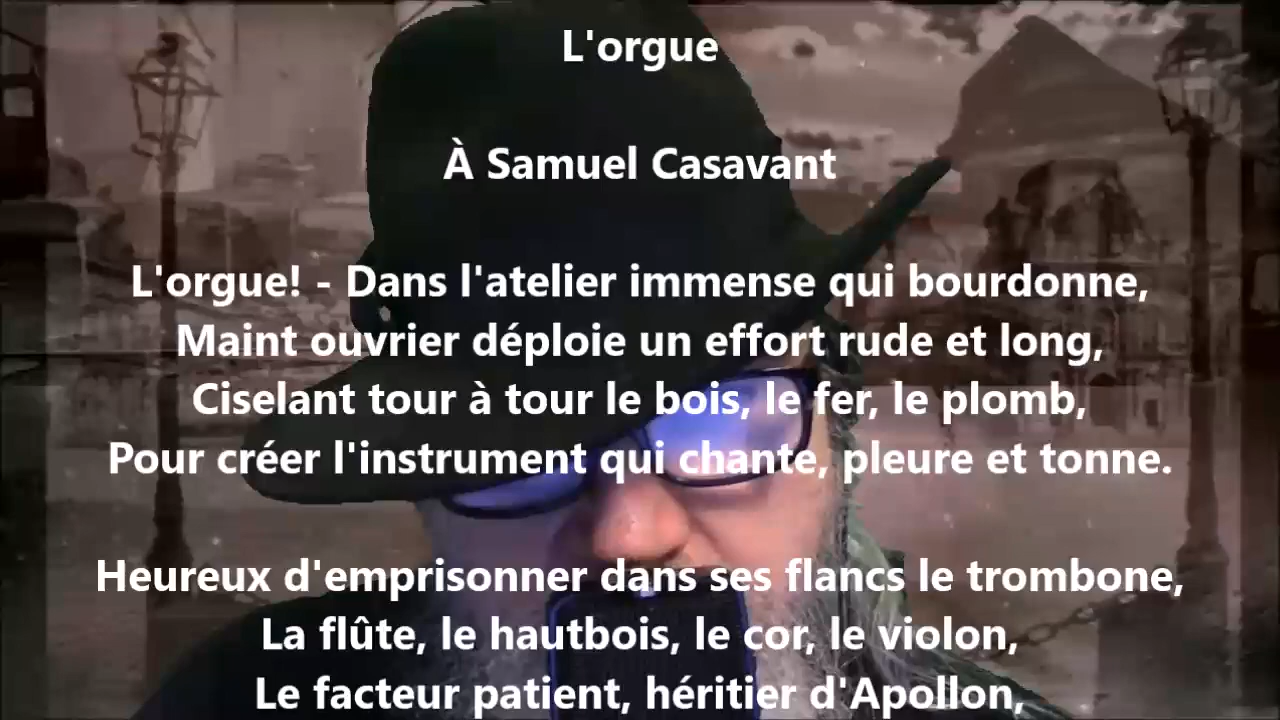 L'orgue
À Samuel Casavant
L'orgue! - Dans l'atelier immense qui bourdonne,
Maint ouvrier déploie un effort rude et long,
Ciselant tour à tour le bois, le fer, le plomb,
Pour créer l'instrument qui chante, pleure et tonne.
Heureux d'emprisonner dans ses flancs le trombone,
La flûte, le hautbois, le cor, le violon,
Le facteur patient, héritier d'Apollon,